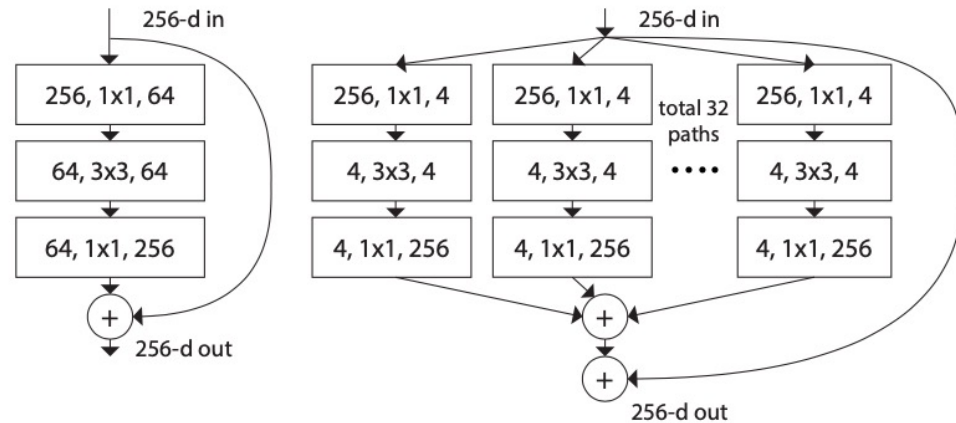 256-d in
256, 1x1, 64
64, 3x3, 64
64, 1x1, 256
+
256-d out
256-d in
256, 1x1, 4
256, 1x1, 4
256, 1x1, 4
total 32
paths
4, 3x3, 4
4, 3x3, 4
....
4, 3x3, 4
4, 1x1, 256
4, 1x1, 256
4, 1x1, 256
+
+
256-d out